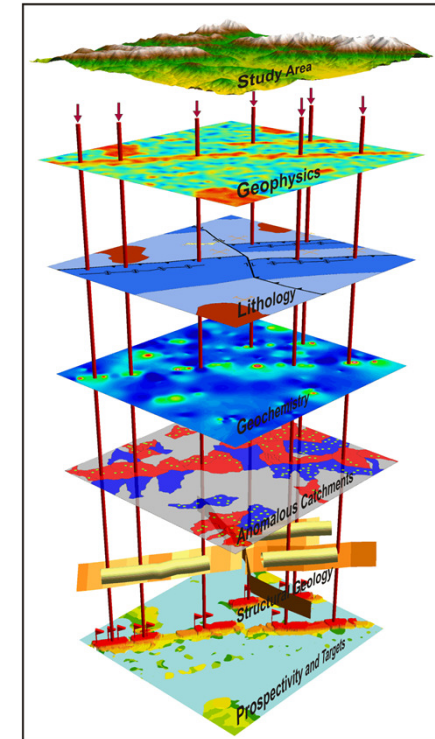 Study Area
Geophysics
Lithology
Geochemistry
Anomalous Catchments
Structural Geology
Prospectivity and Targets